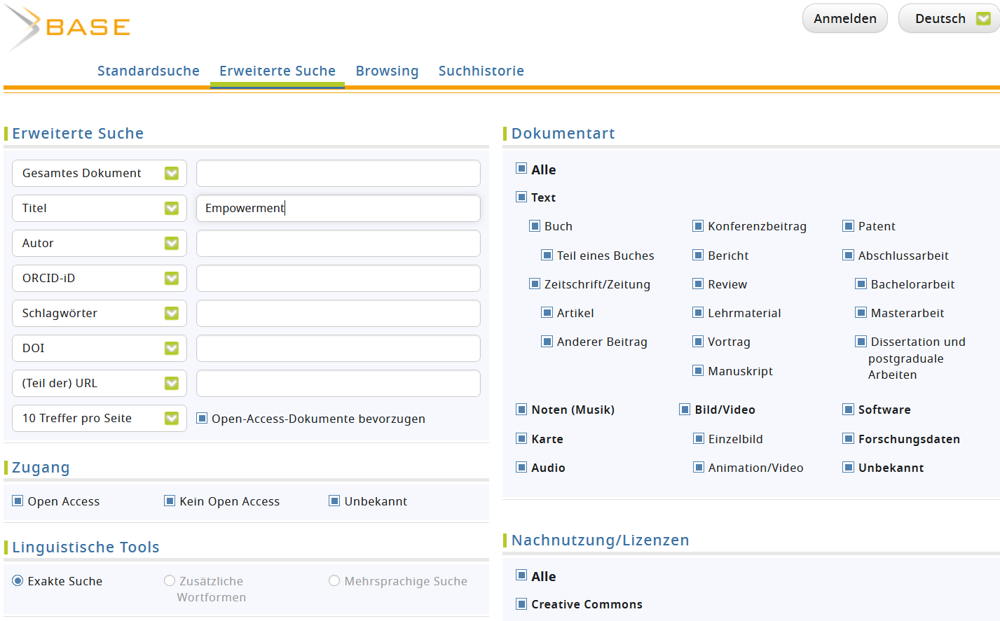 BASE
Anmelden
Deutsch
Standardsuche Erweiterte Suche Browsing Suchhistorie
Erweiterte Suche
Gesamtes Dokument
Titel Empowerment
Autor
ORCID-iD
Schlagwörter
DOI
(Teil der) URL
10 Treffer pro Seite Open-Access-Dokumente bevorzugen
Zugang
Open Access Kein Open Access Unbekannt
Linguistische Tools
Exakte Suche Zusätzliche Mehrsprachige Suche
Wortformen
Dokumentart
Alle
Text
Buch Konferenzbeitrag Patent
Teil eines Buches Bericht Abschlussarbeit
Zeitschrift/Zeitung Review Bachelorarbeit
Artikel Lehrmaterial Masterarbeit
Anderer Beitrag Vortrag Dissertation und
postgraduale
Manuskript
Arbeiten
Noten (Musik) Bild/Video Software
Karte Einzelbild Forschungsdaten
Audio Animation/Video Unbekannt
Nachnutzung/Lizenzen
Alle
Creative Commons